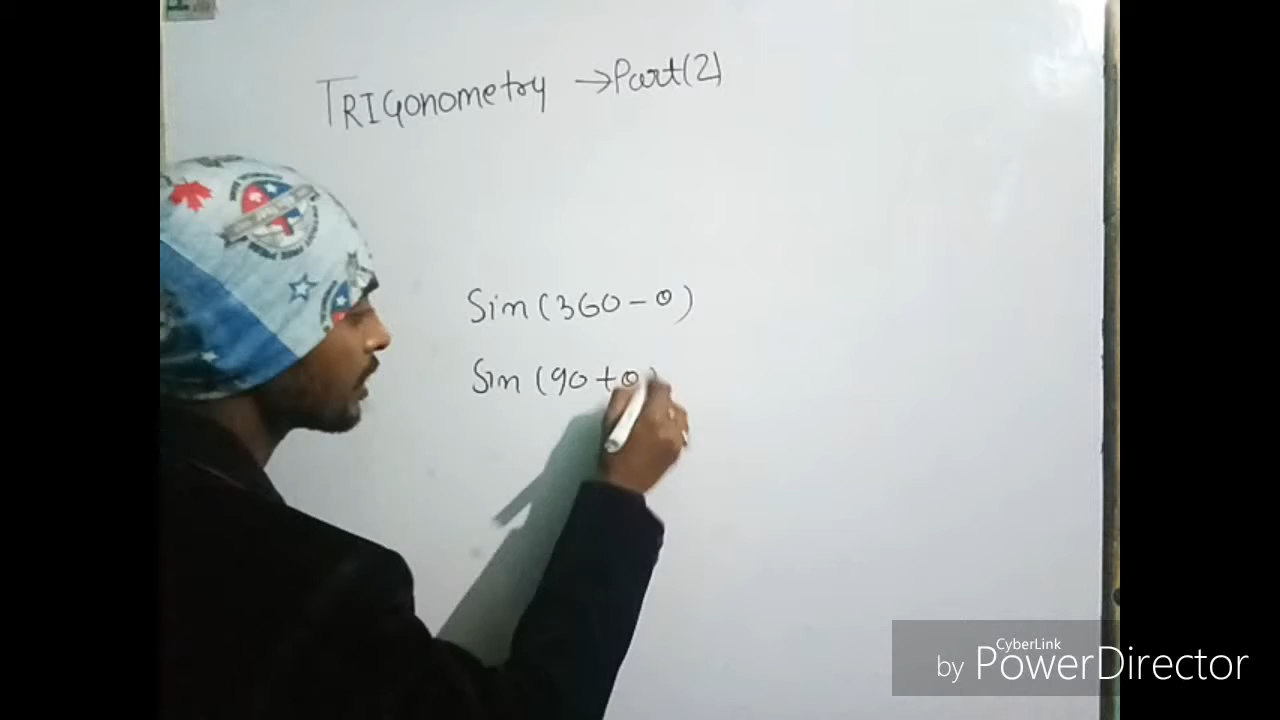 TRIGonometry →Part(2)
Sin(360-θ)
Sin(90+θ)
CyberLink
by PowerDirector